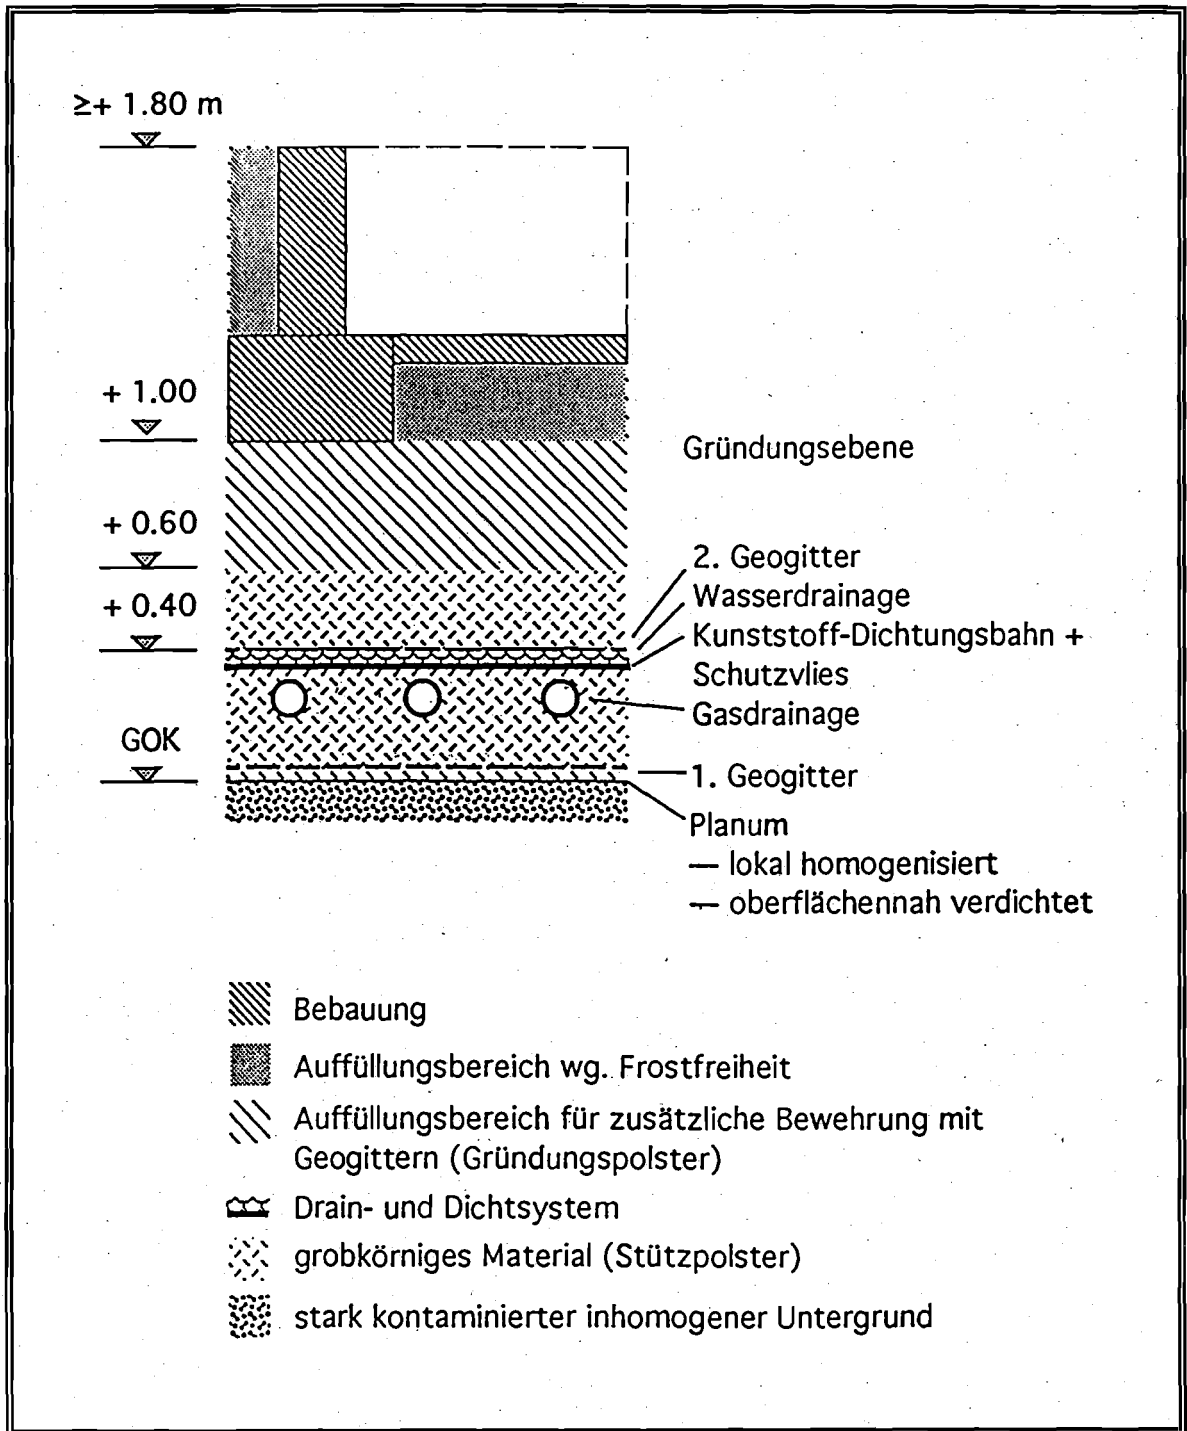 ≥+ 1.80 m
+ 1.00
Gründungsebene
+ 0.60
2. Geogitter
Wasserdrainage
+ 0.40
Kunststoff-Dichtungsbahn +
Schutzvlies
Gasdrainage
GOK
1. Geogitter
Planum
— lokal homogenisiert
— oberflächennah verdichtet
Bebauung
Auffüllungsbereich wg. Frostfreiheit
Auffüllungsbereich für zusätzliche Bewehrung mit
Geogittern (Gründungspolster)
Drain- und Dichtsystem
grobkörniges Material (Stützpolster)
stark kontaminierter inhomogener Untergrund